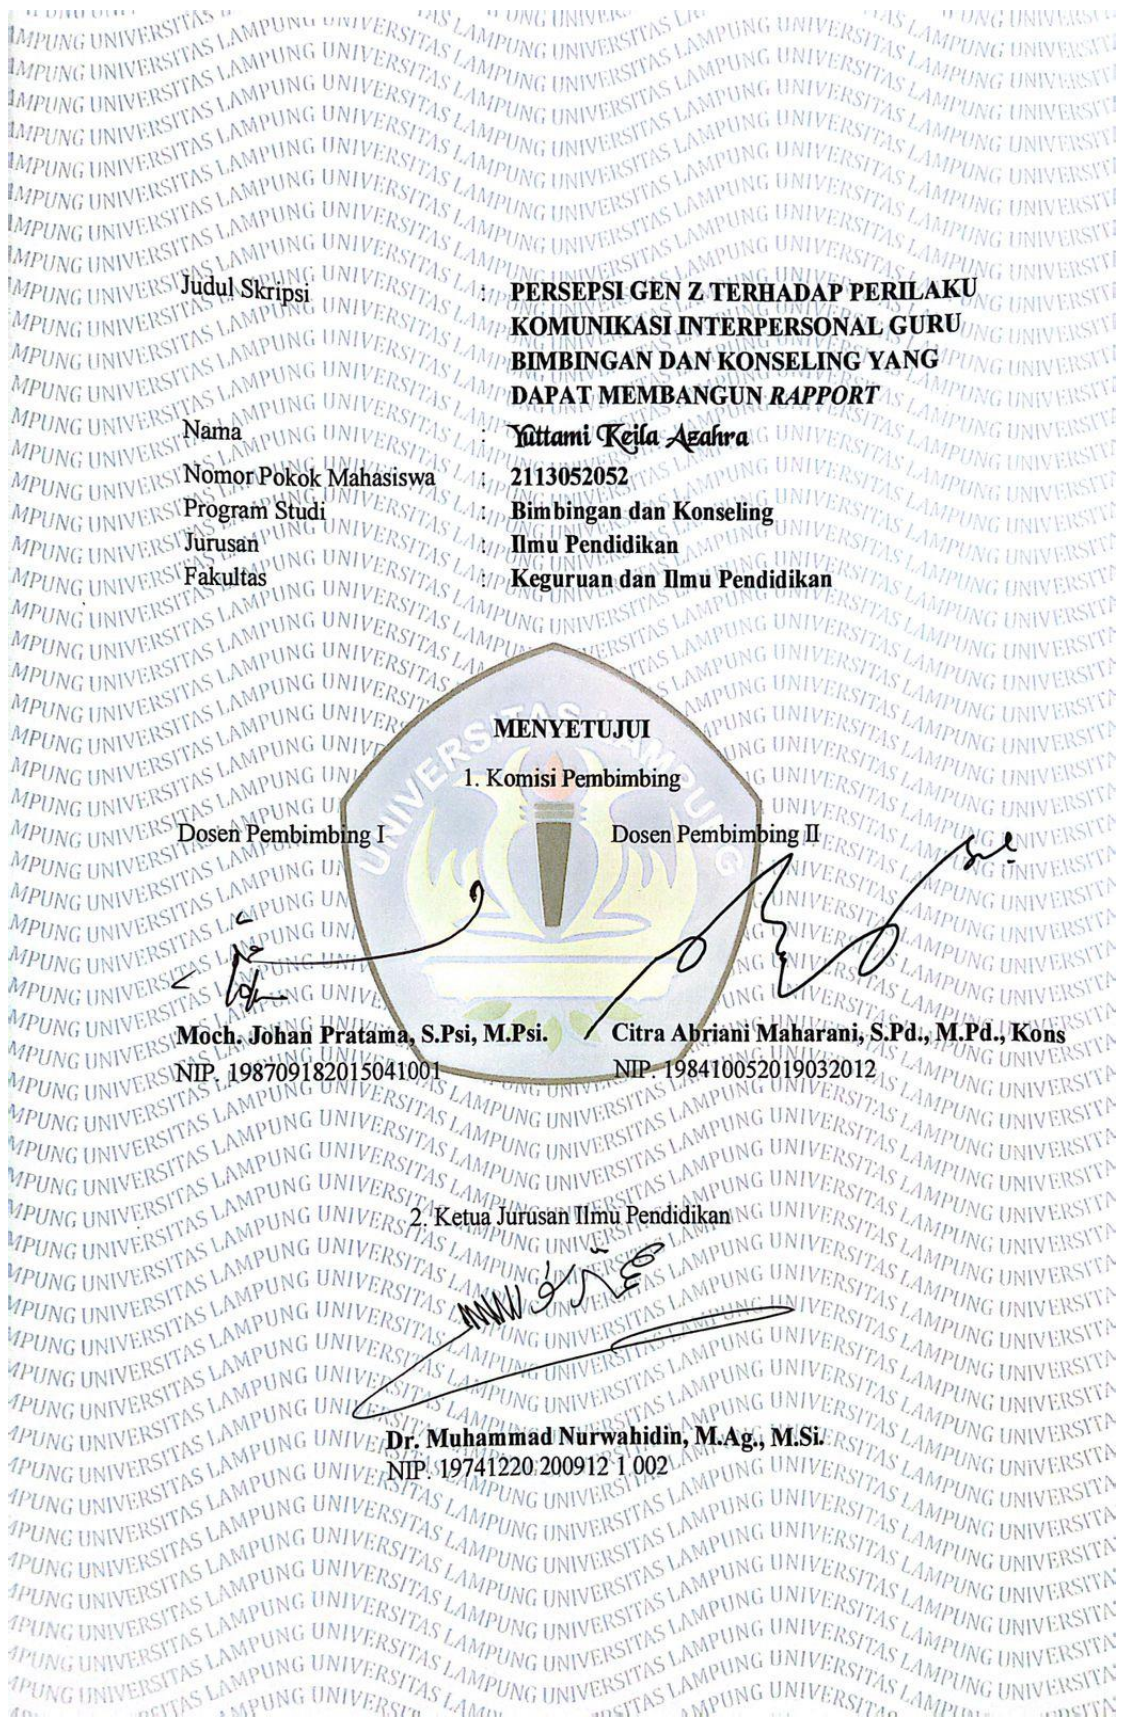 Judul Skripsi : PERSEPSI GEN Z TERHADAP PERILAKU
KOMUNIKASI INTERPERSONAL GURU
BIMBINGAN DAN KONSELING YANG
DAPAT MEMBANGUN RAPPORT
Nama : Yuttami Keila Azahra
Nomor Pokok Mahasiswa : 2113052052
Program Studi : Bimbingan dan Konseling
Jurusan : Ilmu Pendidikan
Fakultas : Keguruan dan Ilmu Pendidikan
UNIVERSITAS LAMPUNG
MENYETUJUI
1. Komisi Pembimbing
Dosen Pembimbing I Dosen Pembimbing II
Moch. Johan Pratama, S.Psi, M.Psi. Citra Abriani Maharani, S.Pd., M.Pd., Kons
NIP. 198709182015041001 NIP. 198410052019032012
2. Ketua Jurusan Ilmu Pendidikan
Dr. Muhammad Nurwahidin, M.Ag., M.Si.
NIP. 19741220 200912 1 002